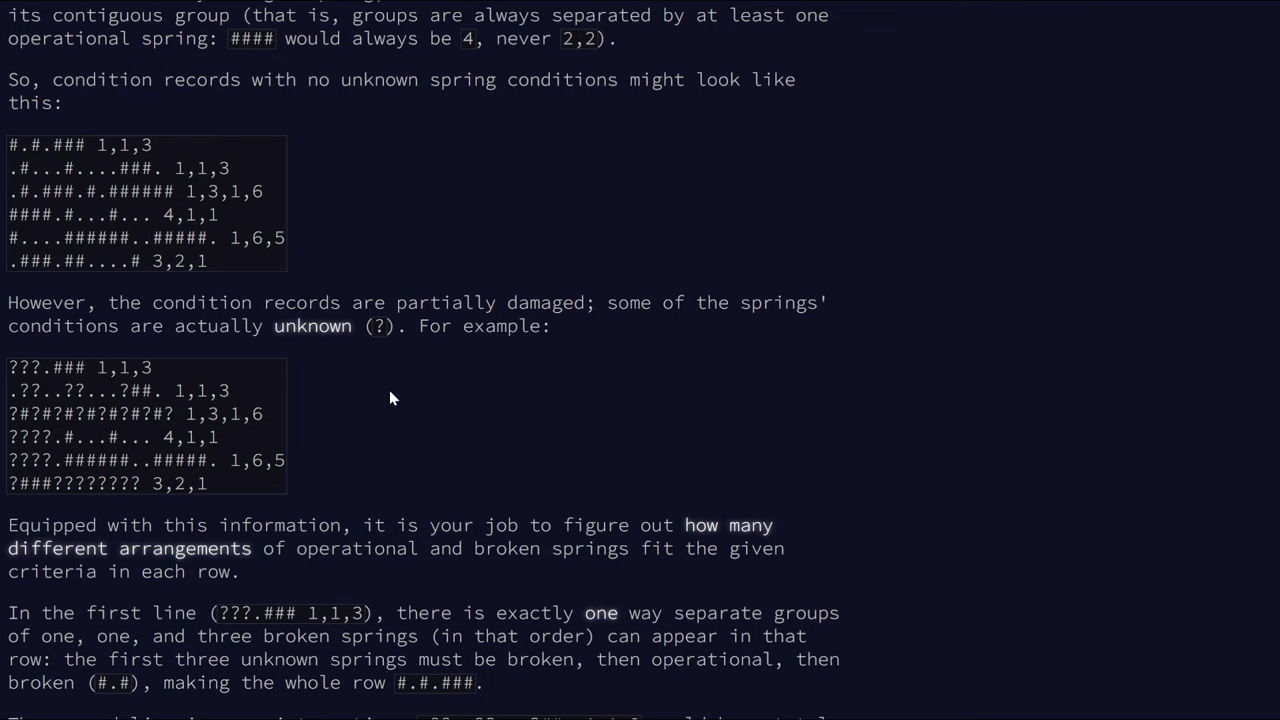 its contiguous group (that is, groups are always separated by at least one
operational spring: #### would always be 4, never 2,2).
So, condition records with no unknown spring conditions might look like
this:
#.#.### 1,1,3
.#...#....###. 1,1,3
.#.###.#.###### 1,3,1,6
####.#...#... 4,1,1
#....######..#####. 1,6,5
.###.##....# 3,2,1
However, the condition records are partially damaged; some of the springs'
conditions are actually unknown (?). For example:
???.### 1,1,3
.??..??...?##. 1,1,3
?#?#?#?#?#?#?#? 1,3,1,6
????.#...#... 4,1,1
????.######..#####. 1,6,5
?###???????? 3,2,1
Equipped with this information, it is your job to figure out how many
different arrangements of operational and broken springs fit the given
criteria in each row.
In the first line (???.### 1,1,3), there is exactly one way separate groups
of one, one, and three broken springs (in that order) can appear in that
row: the first three unknown springs must be broken, then operational, then
broken (#.#), making the whole row #.#.###.